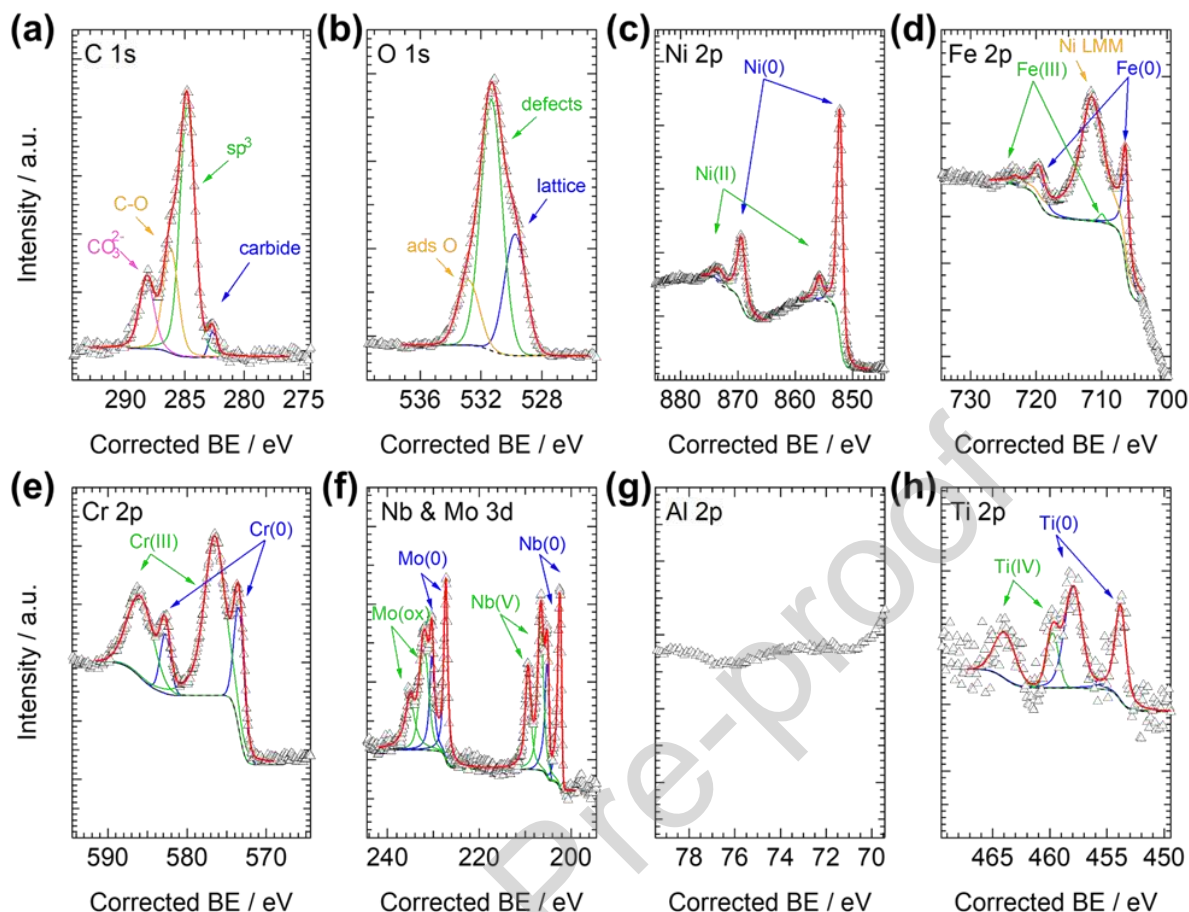 (a)
C 1s
CO₃²⁻
C-O
sp³
carbide
290 285 280 275
Corrected BE / eV
Intensity / a.u.
(b)
O 1s
defects
lattice
ads O
536 532 528
Corrected BE / eV
(c)
Ni 2p
Ni(0)
Ni(II)
880 870 860 850
Corrected BE / eV
(d)
Fe 2p
Ni LMM
Fe(III)
Fe(0)
730 720 710 700
Corrected BE / eV
(e)
Cr 2p
Cr(III)
Cr(0)
590 580 570
Corrected BE / eV
Intensity / a.u.
(f)
Nb & Mo 3d
Mo(0)
Nb(0)
Mo(ox)
Nb(V)
240 220 200
Corrected BE / eV
(g)
Al 2p
78 76 74 72 70
Corrected BE / eV
(h)
Ti 2p
Ti(0)
Ti(IV)
465 460 455 450
Corrected BE / eV
Pre-proof